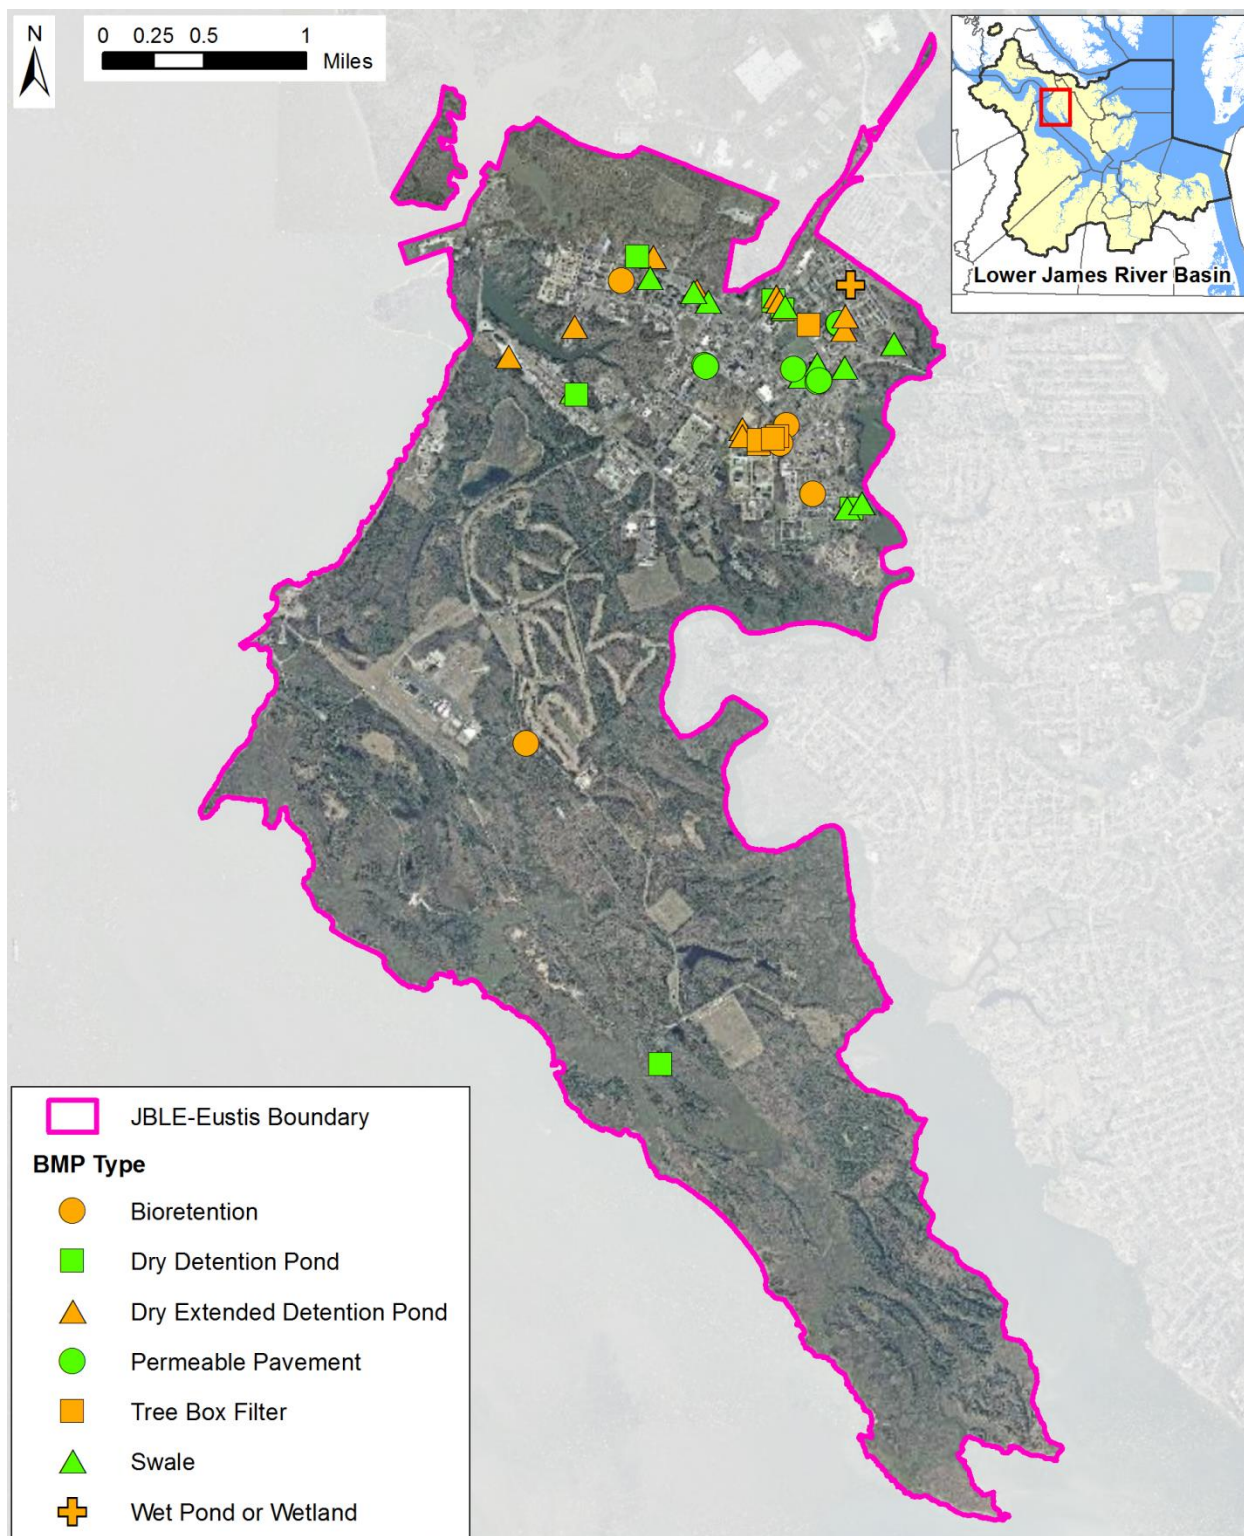 N
0 0.25 0.5 1
Miles
Lower James River Basin
JBLE-Eustis Boundary
BMP Type
Bioretention
Dry Detention Pond
Dry Extended Detention Pond
Permeable Pavement
Tree Box Filter
Swale
Wet Pond or Wetland